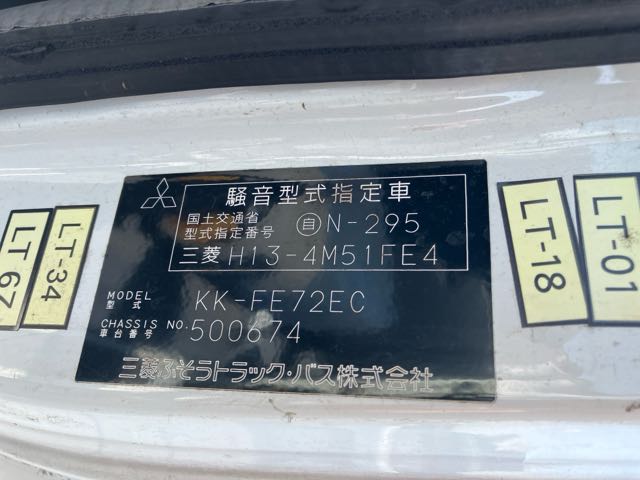 騒音型式指定車
国土交通省
型式指定番号
自N-295
三菱 H13-4M51FE4
MODEL
型式
KK-FE72EC
CHASSIS NO.
車台番号
500674
三菱ふそうトラック・バス株式会社
LT 67
LT-34
LT-18
LT-01